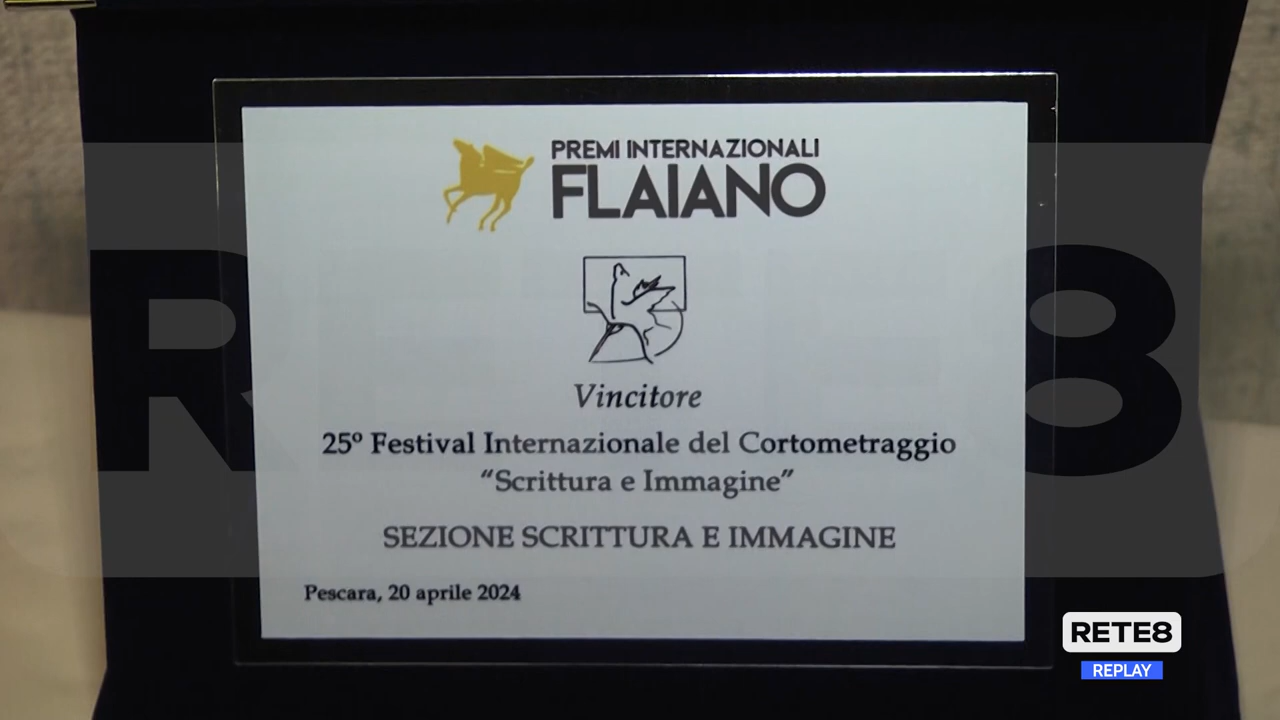 PREMI INTERNAZIONALI
FLAIANO
Vincitore
25º Festival Internazionale del Cortometraggio
“Scrittura e Immagine”
SEZIONE SCRITTURA E IMMAGINE
Pescara, 20 aprile 2024
RETE8
REPLAY